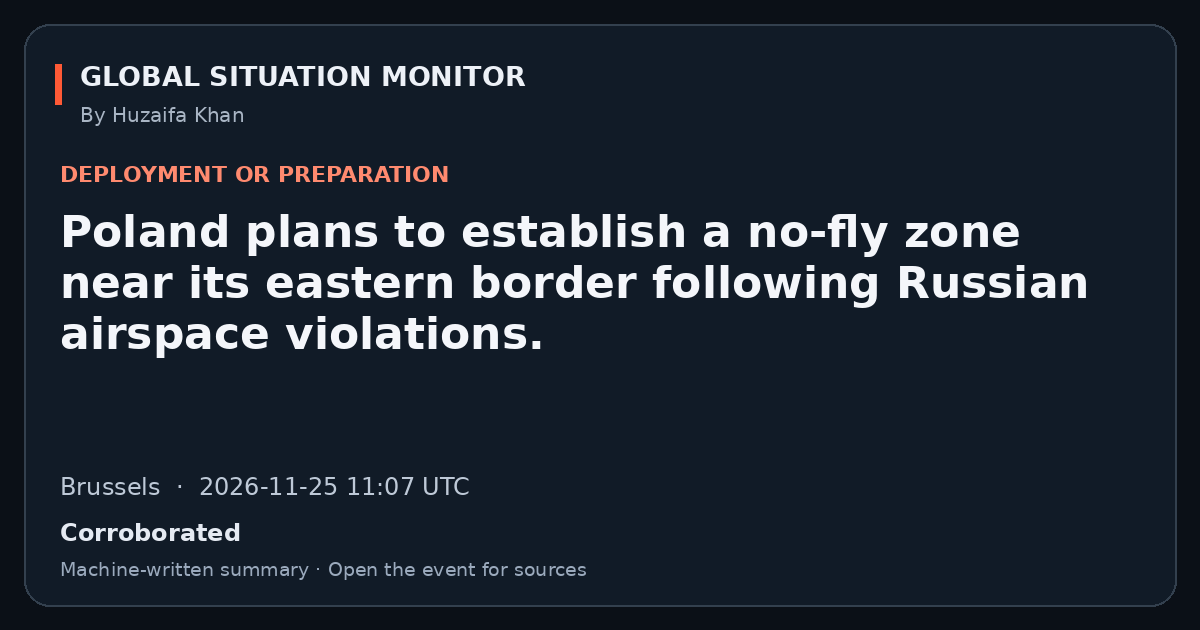 GLOBAL SITUATION MONITOR
By Huzaifa Khan
DEPLOYMENT OR PREPARATION
Poland plans to establish a no-fly zone
near its eastern border following Russian
airspace violations.
Brussels · 2026-11-25 11:07 UTC
Corroborated
Machine-written summary · Open the event for sources